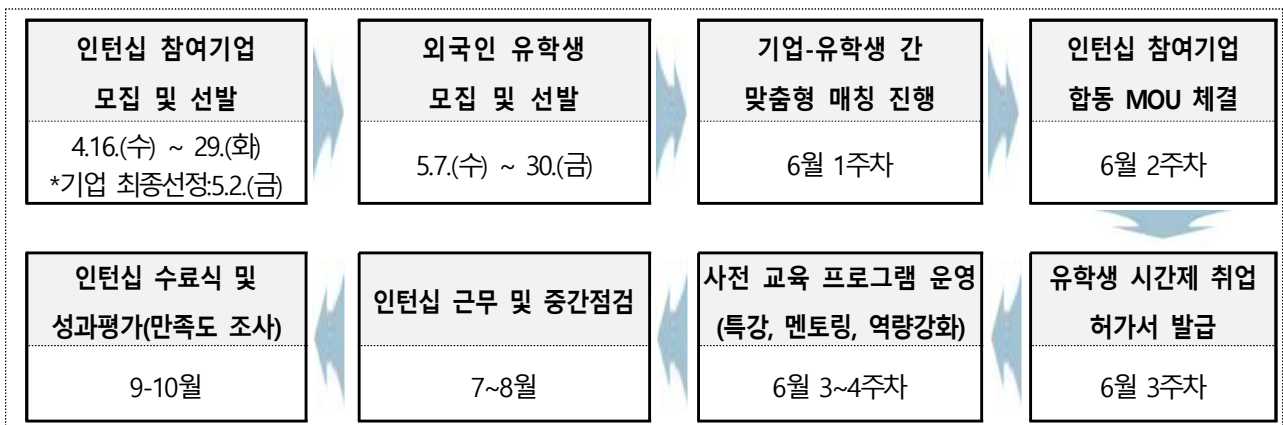 인턴십 참여기업
모집 및 선발
4.16.(수) ~ 29.(화)
*기업 최종선정:5.2.(금)
외국인 유학생
모집 및 선발
5.7.(수) ~ 30.(금)
기업-유학생 간
맞춤형 매칭 진행
6월 1주차
인턴십 참여기업
합동 MOU 체결
6월 2주차
유학생 시간제 취업
허가서 발급
6월 3주차
사전 교육 프로그램 운영
(특강, 멘토링, 역량강화)
6월 3~4주차
인턴십 근무 및 중간점검
7~8월
인턴십 수료식 및
성과평가(만족도 조사)
9-10월